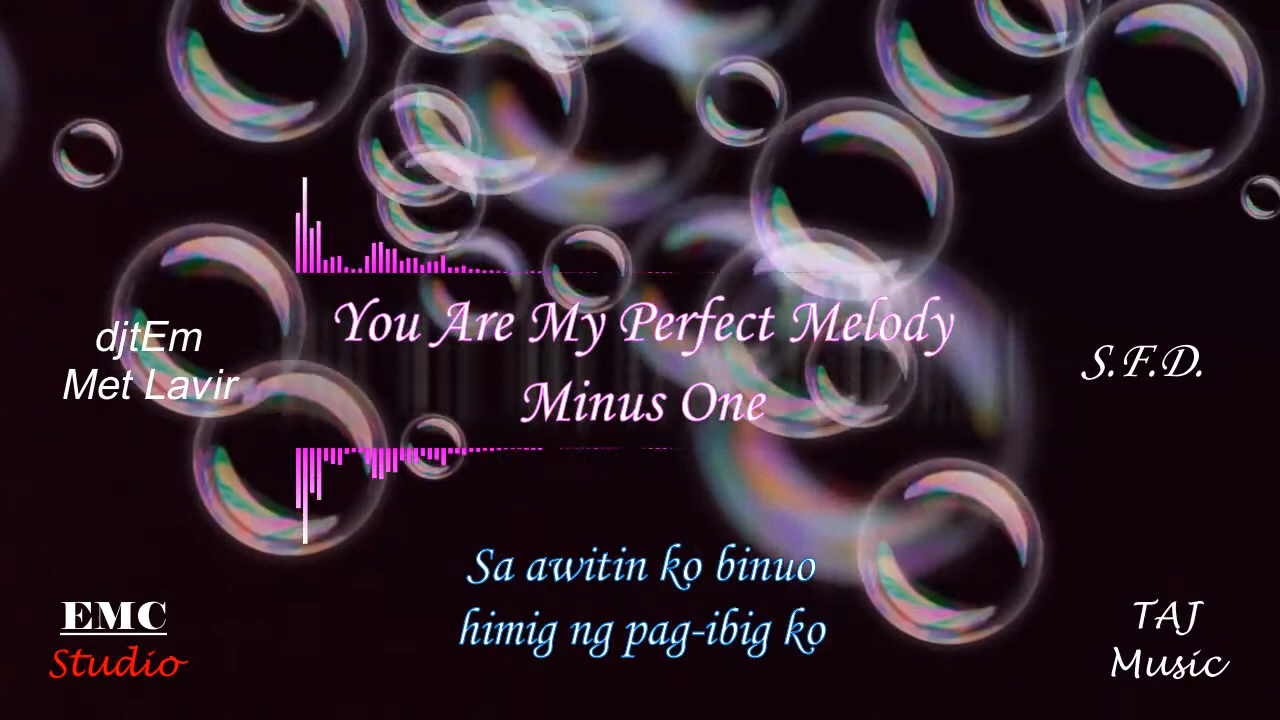 You Are My Perfect Melody
Minus One
djtEm
Met Lavir
S.F.D.
Sa awitin ko binuo
himig ng pag-ibig ko
EMC
Studio
TAJ
Music